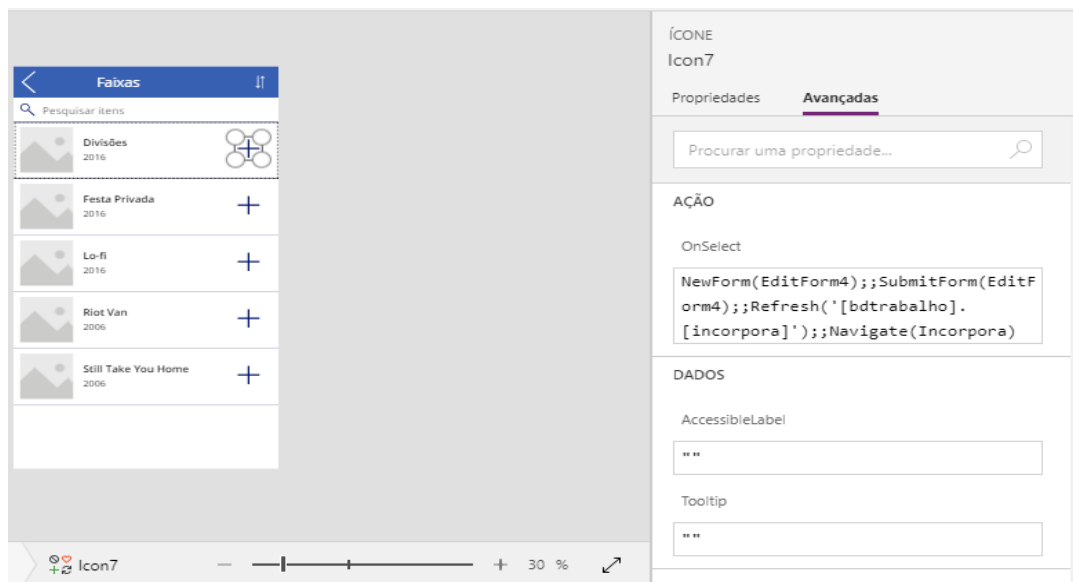 Faixas
Pesquisar itens
Divisões
2016
Festa Privada
2016
Lo-fi
2016
Riot Van
2006
Still Take You Home
2006
Icon7
30 %
ÍCONE
Icon7
Propriedades Avançadas
Procurar uma propriedade...
AÇÃO
OnSelect
NewForm(EditForm4);;SubmitForm(EditF
orm4);;Refresh('[bdtrabalho].
[incorpora]');;Navigate(Incorpora)
DADOS
AccessibleLabel
""
Tooltip
""